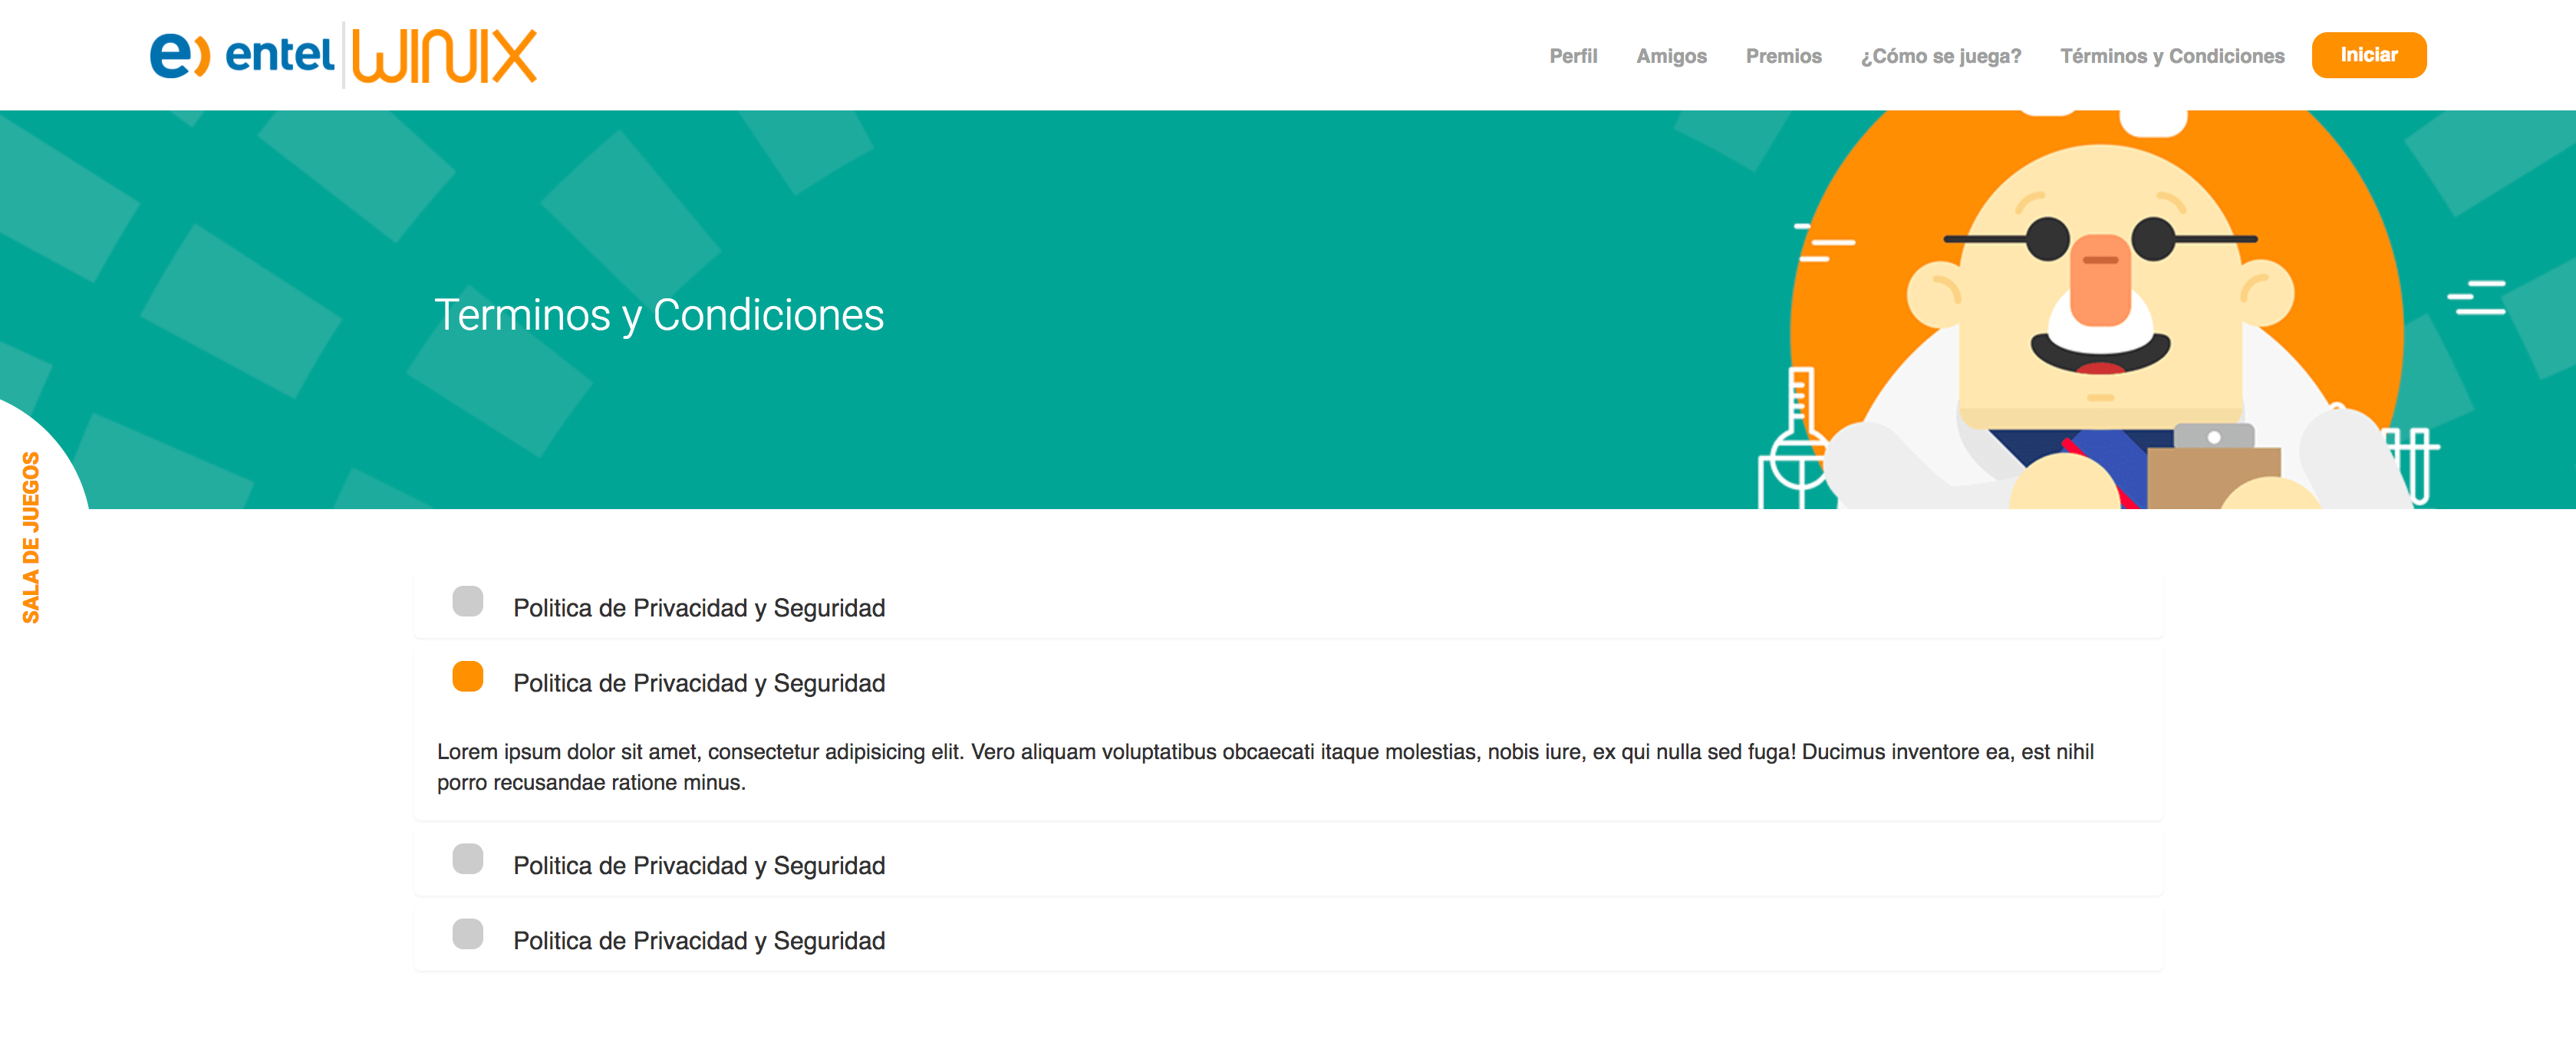 e) entel WINIX
Perfil Amigos Premios ¿Cómo se juega? Términos y Condiciones Iniciar
Terminos y Condiciones
SALA DE JUEGOS
Politica de Privacidad y Seguridad
Politica de Privacidad y Seguridad
Lorem ipsum dolor sit amet, consectetur adipisicing elit. Vero aliquam voluptatibus obcaecati itaque molestias, nobis iure, ex qui nulla sed fuga! Ducimus inventore ea, est nihil
porro recusandae ratione minus.
Politica de Privacidad y Seguridad
Politica de Privacidad y Seguridad